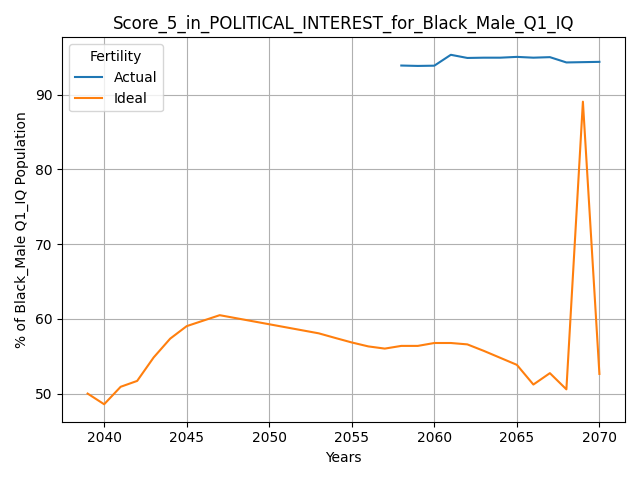 Score_5_in_POLITICAL_INTEREST_for_Black_Male_Q1_IQ
Fertility
Actual
Ideal
% of Black_Male Q1_IQ Population
90
80
70
60
50
2040
2045
2050
2055
2060
2065
2070
Years